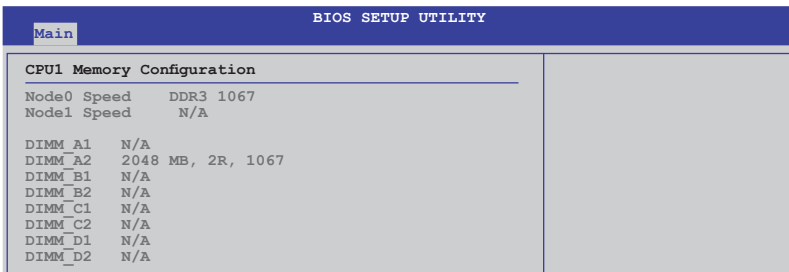 BIOS SETUP UTILITY
Main
CPU1 Memory Configuration
Node0 Speed DDR3 1067
Node1 Speed N/A
DIMM_A1 N/A
DIMM_A2 2048 MB, 2R, 1067
DIMM_B1 N/A
DIMM_B2 N/A
DIMM_C1 N/A
DIMM_C2 N/A
DIMM_D1 N/A
DIMM_D2 N/A